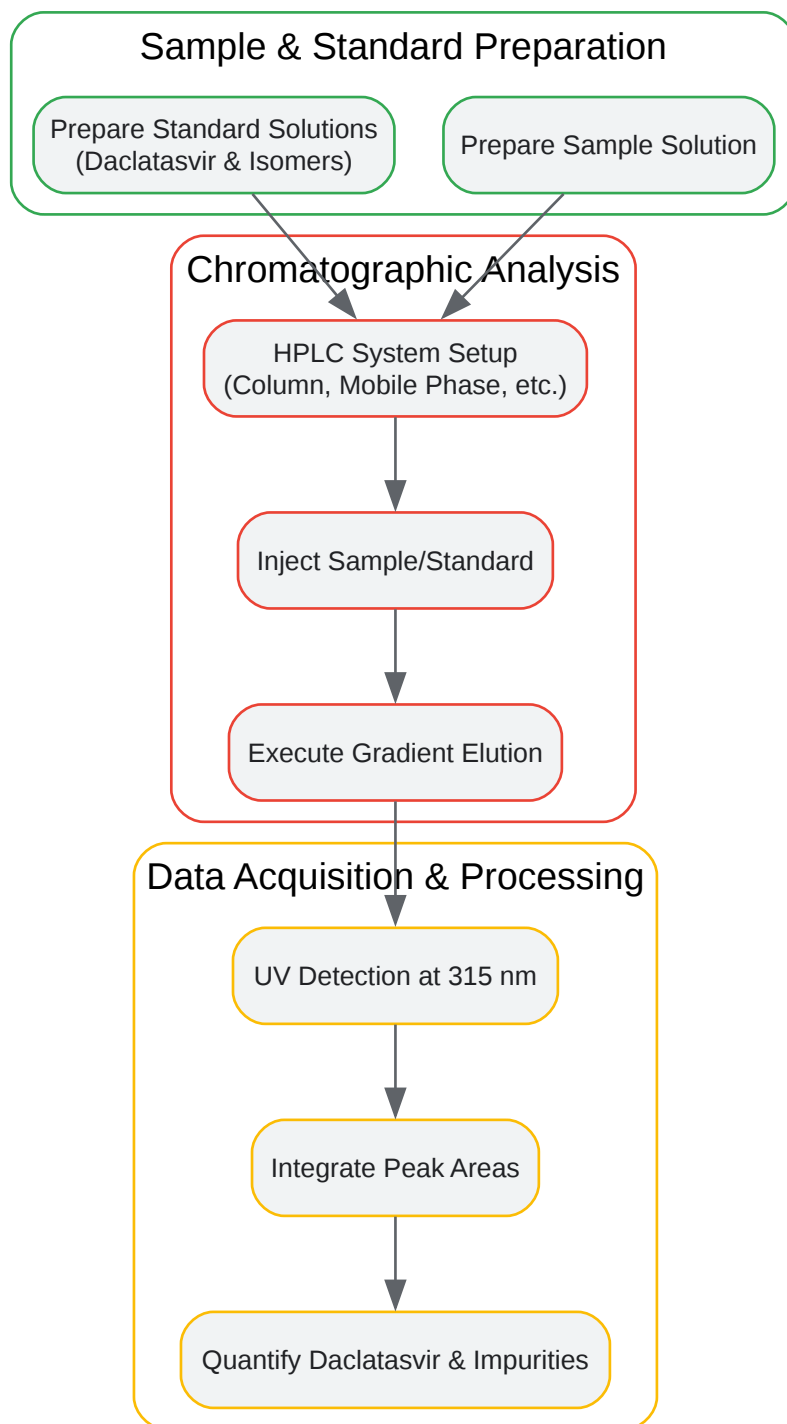 Sample & Standard Preparation
Prepare Standard Solutions
(Daclatasvir & Isomers)
Prepare Sample Solution
Chromatographic Analysis
HPLC System Setup
(Column, Mobile Phase, etc.)
Inject Sample/Standard
Execute Gradient Elution
Data Acquisition & Processing
UV Detection at 315 nm
Integrate Peak Areas
Quantify Daclatasvir & Impurities